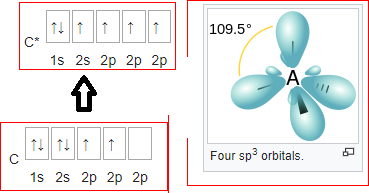 C* ↑↓ ↑ ↑ ↑ ↑
1s 2s 2p 2p 2p
C ↑↓ ↑↓ ↑ ↑
1s 2s 2p 2p 2p
109.5°
A
Four sp³ orbitals.